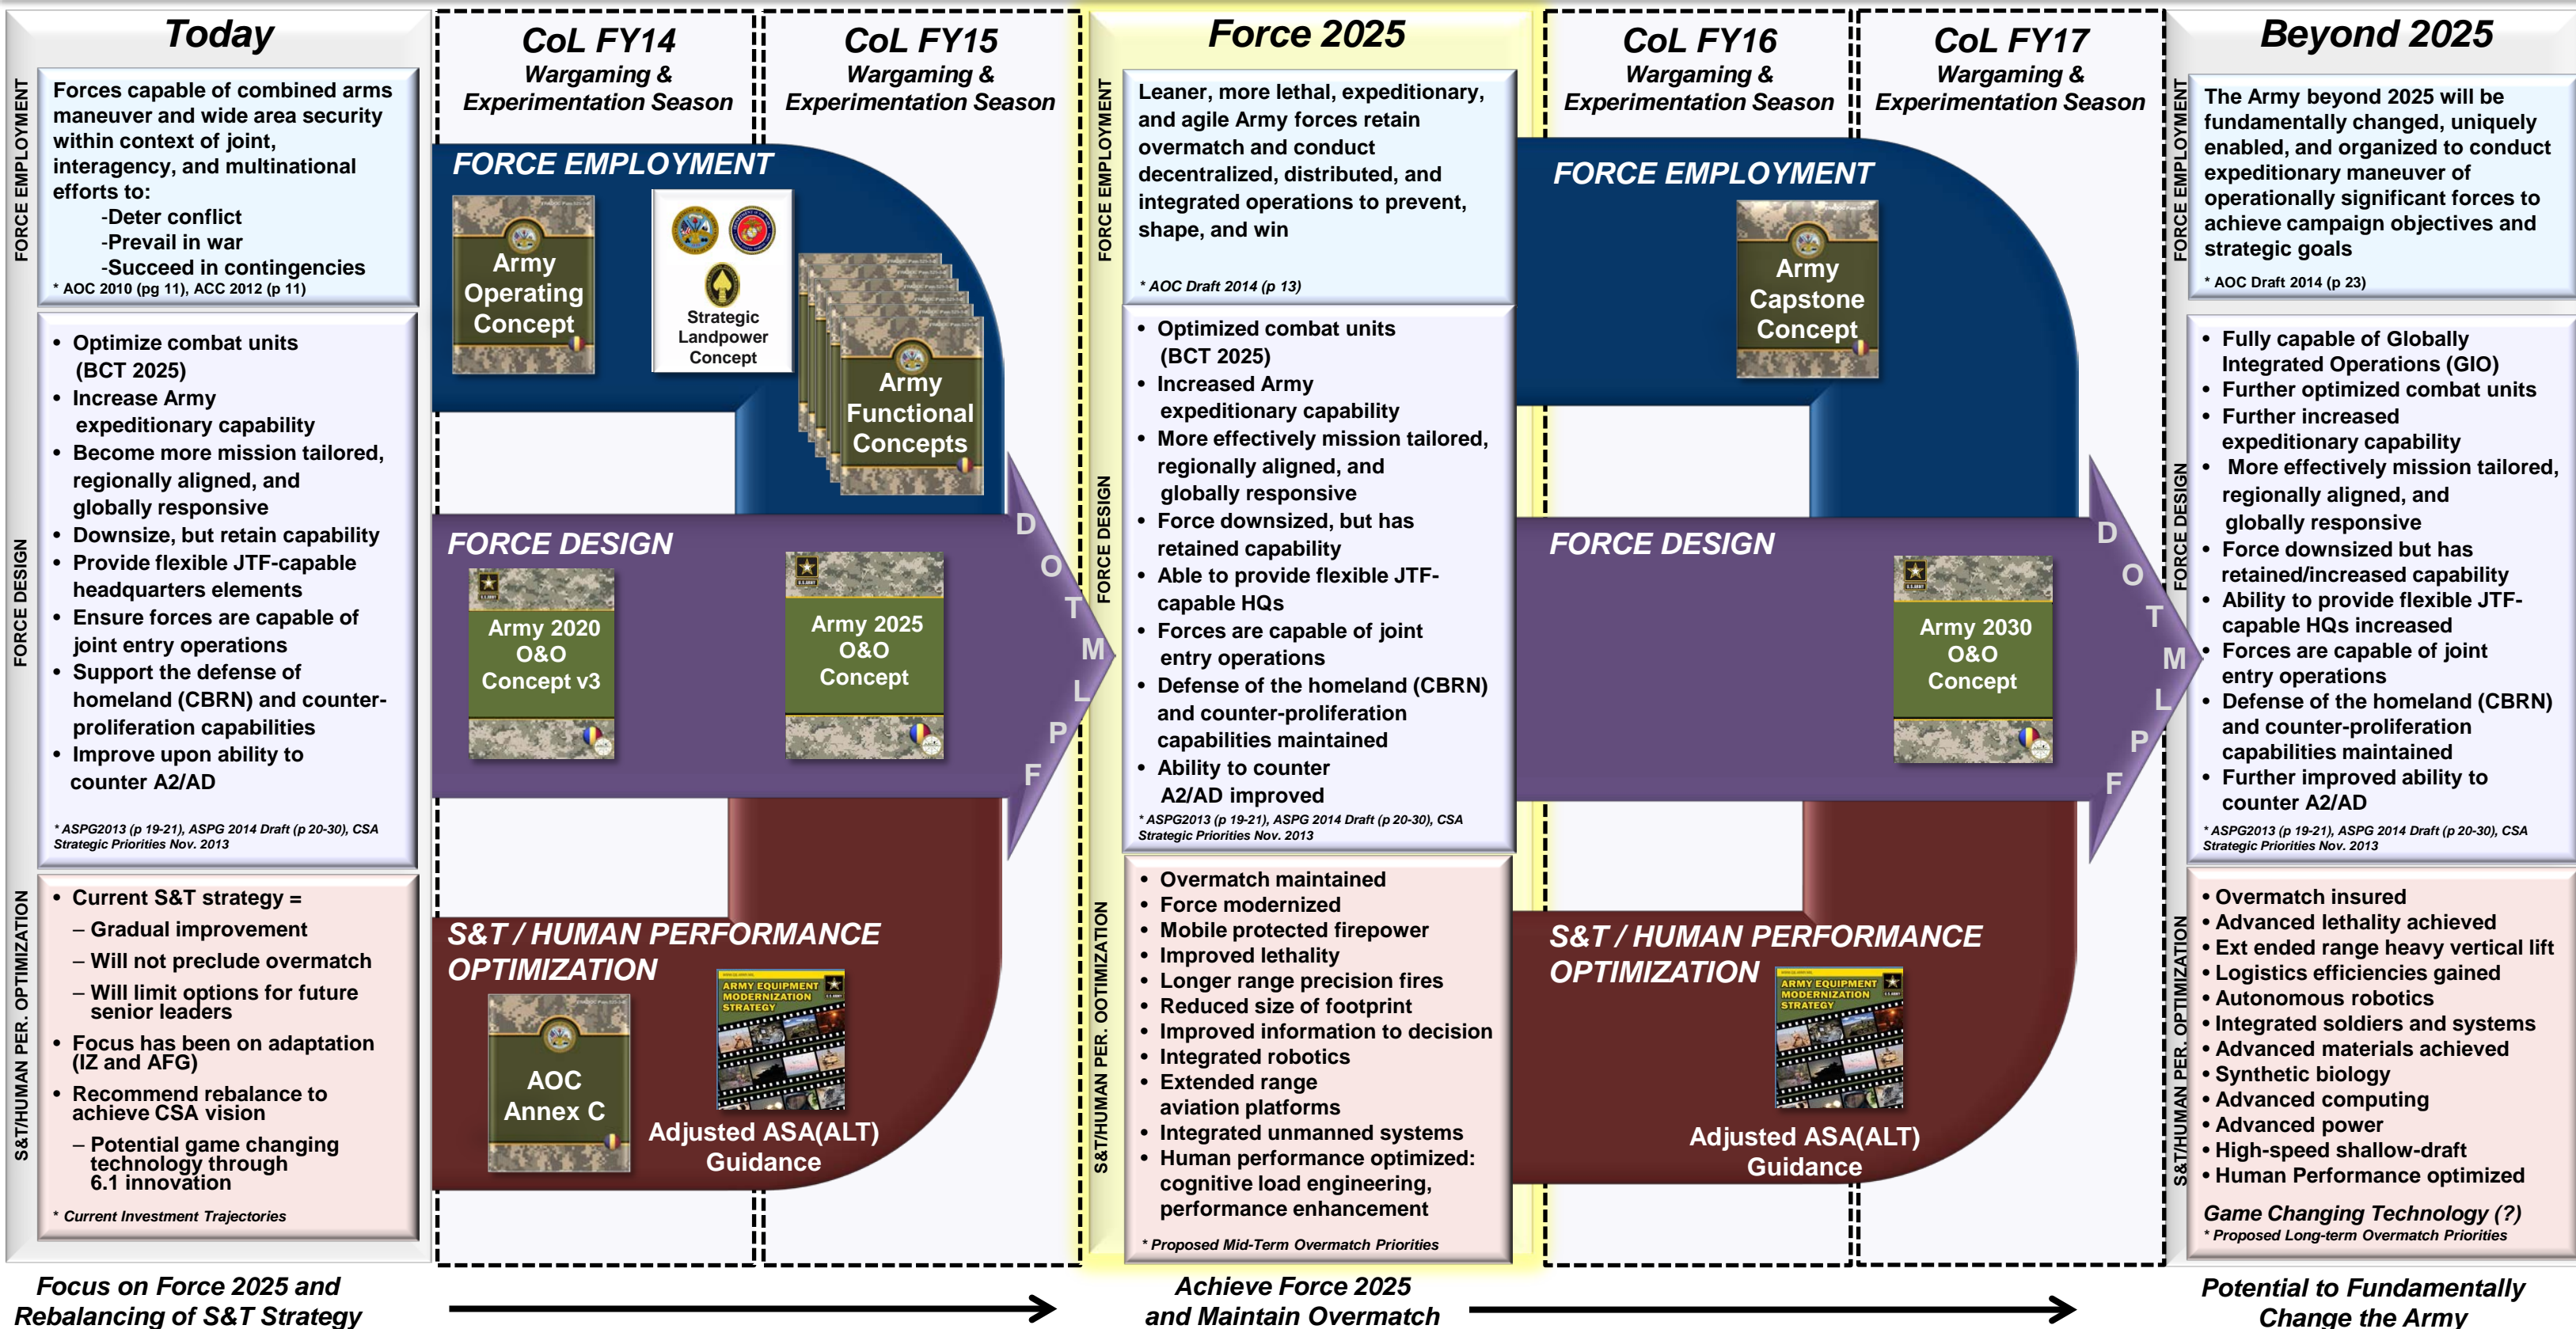 Today
FORCE EMPLOYMENT
Forces capable of combined arms
maneuver and wide area security
within context of joint,
interagency, and multinational
efforts to:
-Deter conflict
-Prevail in war
-Succeed in contingencies
* AOC 2010 (pg 11), ACC 2012 (p 11)
FORCE DESIGN
• Optimize combat units
(BCT 2025)
• Increase Army
expeditionary capability
• Become more mission tailored,
regionally aligned, and
globally responsive
• Downsize, but retain capability
• Provide flexible JTF-capable
headquarters elements
• Ensure forces are capable of
joint entry operations
• Support the defense of
homeland (CBRN) and counter-
proliferation capabilities
• Improve upon ability to
counter A2/AD
* ASPG2013 (p 19-21), ASPG 2014 Draft (p 20-30), CSA
Strategic Priorities Nov. 2013
S&T/HUMAN PER. OPTIMIZATION
• Current S&T strategy =
– Gradual improvement
– Will not preclude overmatch
– Will limit options for future
senior leaders
• Focus has been on adaptation
(IZ and AFG)
• Recommend rebalance to
achieve CSA vision
– Potential game changing
technology through
6.1 innovation
* Current Investment Trajectories
Focus on Force 2025 and
Rebalancing of S&T Strategy
CoL FY14
Wargaming &
Experimentation Season
CoL FY15
Wargaming &
Experimentation Season
FORCE EMPLOYMENT
Army
Operating
Concept
Strategic
Landpower
Concept
Army
Functional
Concepts
FORCE DESIGN
U.S.ARMY
Army 2020
O&O
Concept v3
U.S.ARMY
Army 2025
O&O
Concept
D
O
T
M
L
P
F
S&T / HUMAN PERFORMANCE
OPTIMIZATION
AOC
Annex C
ARMY EQUIPMENT
MODERNIZATION
STRATEGY
Adjusted ASA(ALT)
Guidance
Force 2025
FORCE EMPLOYMENT
Leaner, more lethal, expeditionary,
and agile Army forces retain
overmatch and conduct
decentralized, distributed, and
integrated operations to prevent,
shape, and win
* AOC Draft 2014 (p 13)
FORCE DESIGN
• Optimized combat units
(BCT 2025)
• Increased Army
expeditionary capability
• More effectively mission tailored,
regionally aligned, and
globally responsive
• Force downsized, but has
retained capability
• Able to provide flexible JTF-
capable HQs
• Forces are capable of joint
entry operations
• Defense of the homeland (CBRN)
and counter-proliferation
capabilities maintained
• Ability to counter
A2/AD improved
* ASPG2013 (p 19-21), ASPG 2014 Draft (p 20-30), CSA
Strategic Priorities Nov. 2013
S&T/HUMAN PER. OOTIMIZATION
• Overmatch maintained
• Force modernized
• Mobile protected firepower
• Improved lethality
• Longer range precision fires
• Reduced size of footprint
• Improved information to decision
• Integrated robotics
• Extended range
aviation platforms
• Integrated unmanned systems
• Human performance optimized:
cognitive load engineering,
performance enhancement
* Proposed Mid-Term Overmatch Priorities
Achieve Force 2025
and Maintain Overmatch
CoL FY16
Wargaming &
Experimentation Season
CoL FY17
Wargaming &
Experimentation Season
FORCE EMPLOYMENT
Army
Capstone
Concept
FORCE DESIGN
U.S.ARMY
Army 2030
O&O
Concept
D
O
T
M
L
P
F
S&T / HUMAN PERFORMANCE
OPTIMIZATION
ARMY EQUIPMENT
MODERNIZATION
STRATEGY
Adjusted ASA(ALT)
Guidance
Beyond 2025
FORCE EMPLOYMENT
The Army beyond 2025 will be
fundamentally changed, uniquely
enabled, and organized to conduct
expeditionary maneuver of
operationally significant forces to
achieve campaign objectives and
strategic goals
* AOC Draft 2014 (p 23)
FORCE DESIGN
• Fully capable of Globally
Integrated Operations (GIO)
• Further optimized combat units
• Further increased
expeditionary capability
• More effectively mission tailored,
regionally aligned, and
globally responsive
• Force downsized but has
retained/increased capability
• Ability to provide flexible JTF-
capable HQs increased
• Forces are capable of joint
entry operations
• Defense of the homeland (CBRN)
and counter-proliferation
capabilities maintained
• Further improved ability to
counter A2/AD
* ASPG2013 (p 19-21), ASPG 2014 Draft (p 20-30), CSA
Strategic Priorities Nov. 2013
S&T/HUMAN PER. OPTIMIZATION
• Overmatch insured
• Advanced lethality achieved
• Ext ended range heavy vertical lift
• Logistics efficiencies gained
• Autonomous robotics
• Integrated soldiers and systems
• Advanced materials achieved
• Synthetic biology
• Advanced computing
• Advanced power
• High-speed shallow-draft
• Human Performance optimized
Game Changing Technology (?)
* Proposed Long-term Overmatch Priorities
Potential to Fundamentally
Change the Army